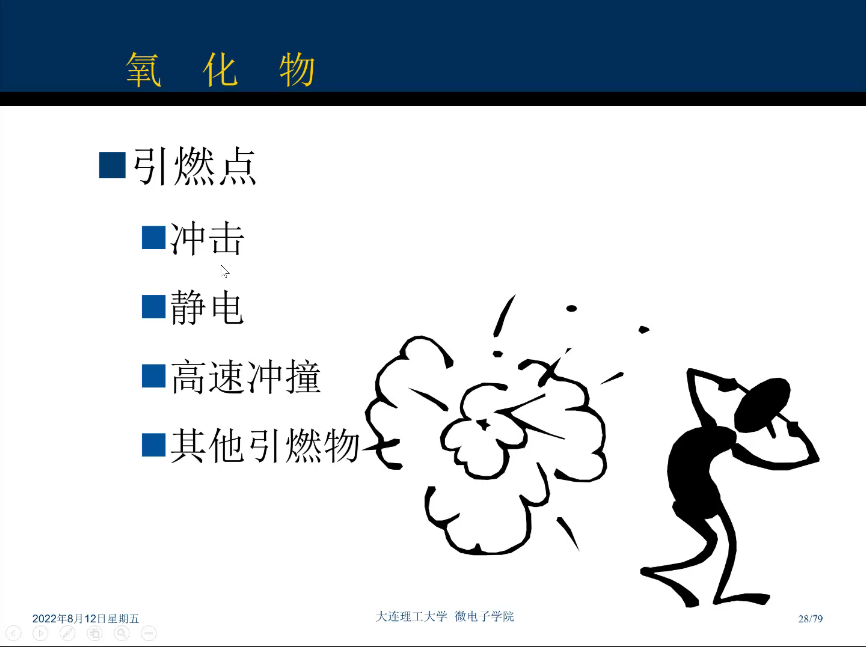 氧 化 物
引燃点
冲击
静电
高速冲撞
其他引燃物
2022年8月12日星期五
大连理工大学 微电子学院
28/79